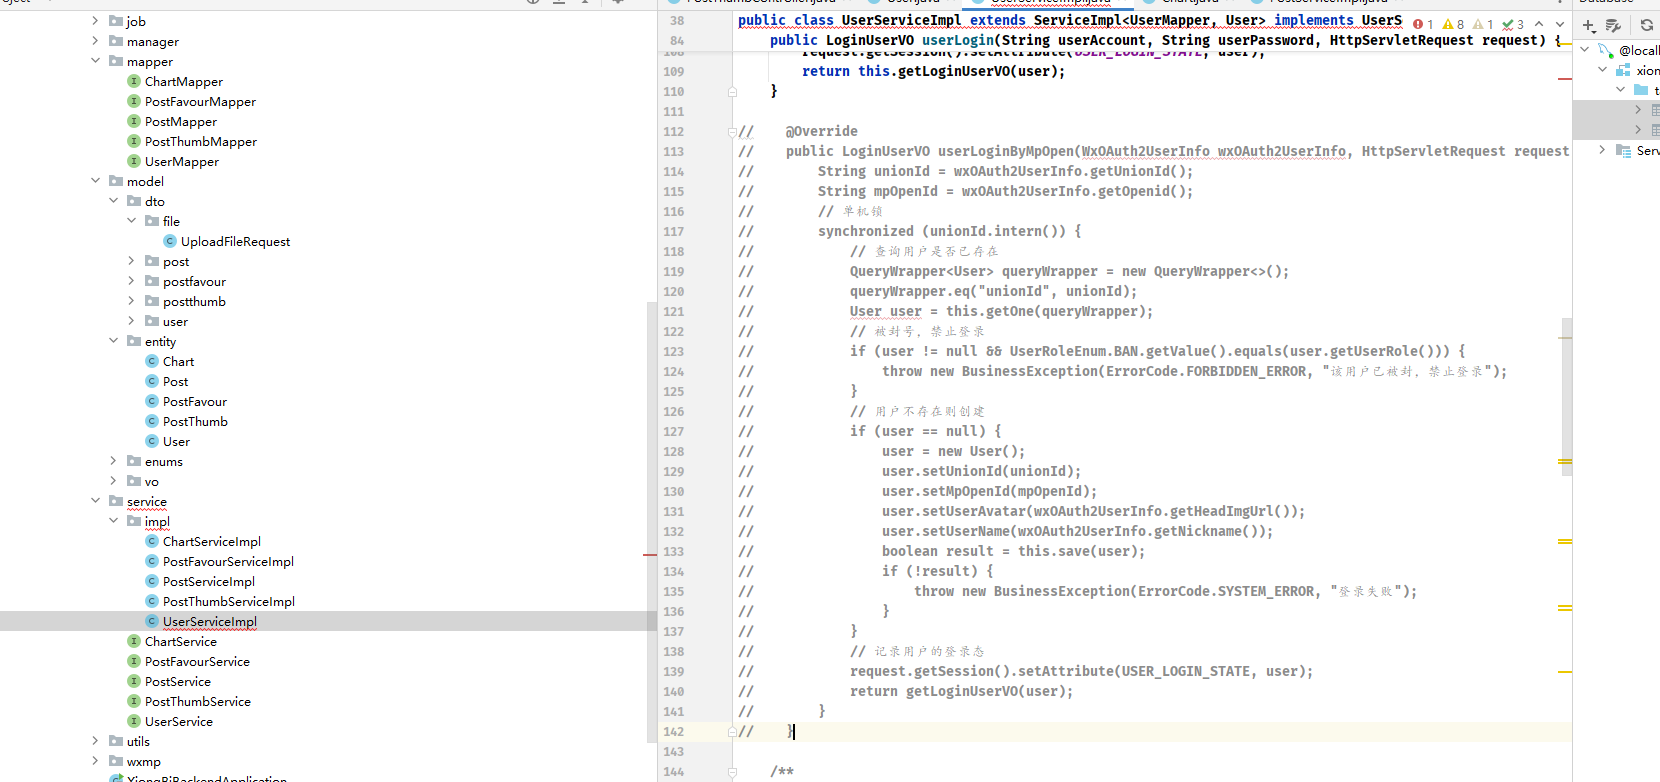 job
manager
mapper
ChartMapper
PostFavourMapper
PostMapper
PostThumbMapper
UserMapper
model
dto
file
UploadFileRequest
post
postfavour
postthumb
user
entity
Chart
Post
PostFavour
PostThumb
User
enums
vo
service
impl
ChartServiceImpl
PostFavourServiceImpl
PostServiceImpl
PostThumbServiceImpl
UserServiceImpl
ChartService
PostFavourService
PostService
PostThumbService
UserService
utils
wxmp
XiongBiBackendApplication
38 public class UserServiceImpl extends ServiceImpl<UserMapper, User> implements UserS 1 8 1 3
84 public LoginUserVO userLogin(String userAccount, String userPassword, HttpServletRequest request) {
108 request.getSession().setAttribute(USER_LOGIN_STATE, user);
109 return this.getLoginUserVO(user);
110 }
111
112 // @Override
113 // public LoginUserVO userLoginByMpOpen(WxOAuth2UserInfo wxOAuth2UserInfo, HttpServletRequest request
114 // String unionId = wxOAuth2UserInfo.getUnionId();
115 // String mpOpenId = wxOAuth2UserInfo.getOpenid();
116 // // 单机锁
117 // synchronized (unionId.intern()) {
118 // // 查询用户是否已存在
119 // QueryWrapper<User> queryWrapper = new QueryWrapper<>();
120 // queryWrapper.eq("unionId", unionId);
121 // User user = this.getOne(queryWrapper);
122 // // 被封号，禁止登录
123 // if (user != null && UserRoleEnum.BAN.getValue().equals(user.getUserRole())) {
124 // throw new BusinessException(ErrorCode.FORBIDDEN_ERROR, "该用户已被封，禁止登录");
125 // }
126 // // 用户不存在则创建
127 // if (user == null) {
128 // user = new User();
129 // user.setUnionId(unionId);
130 // user.setMpOpenId(mpOpenId);
131 // user.setUserAvatar(wxOAuth2UserInfo.getHeadImgUrl());
132 // user.setUserName(wxOAuth2UserInfo.getNickname());
133 // boolean result = this.save(user);
134 // if (!result) {
135 // throw new BusinessException(ErrorCode.SYSTEM_ERROR, "登录失败");
136 // }
137 // }
138 // // 记录用户的登录态
139 // request.getSession().setAttribute(USER_LOGIN_STATE, user);
140 // return getLoginUserVO(user);
141 // }
142 // }
143
144 /**
@locall
xion
t
Serv